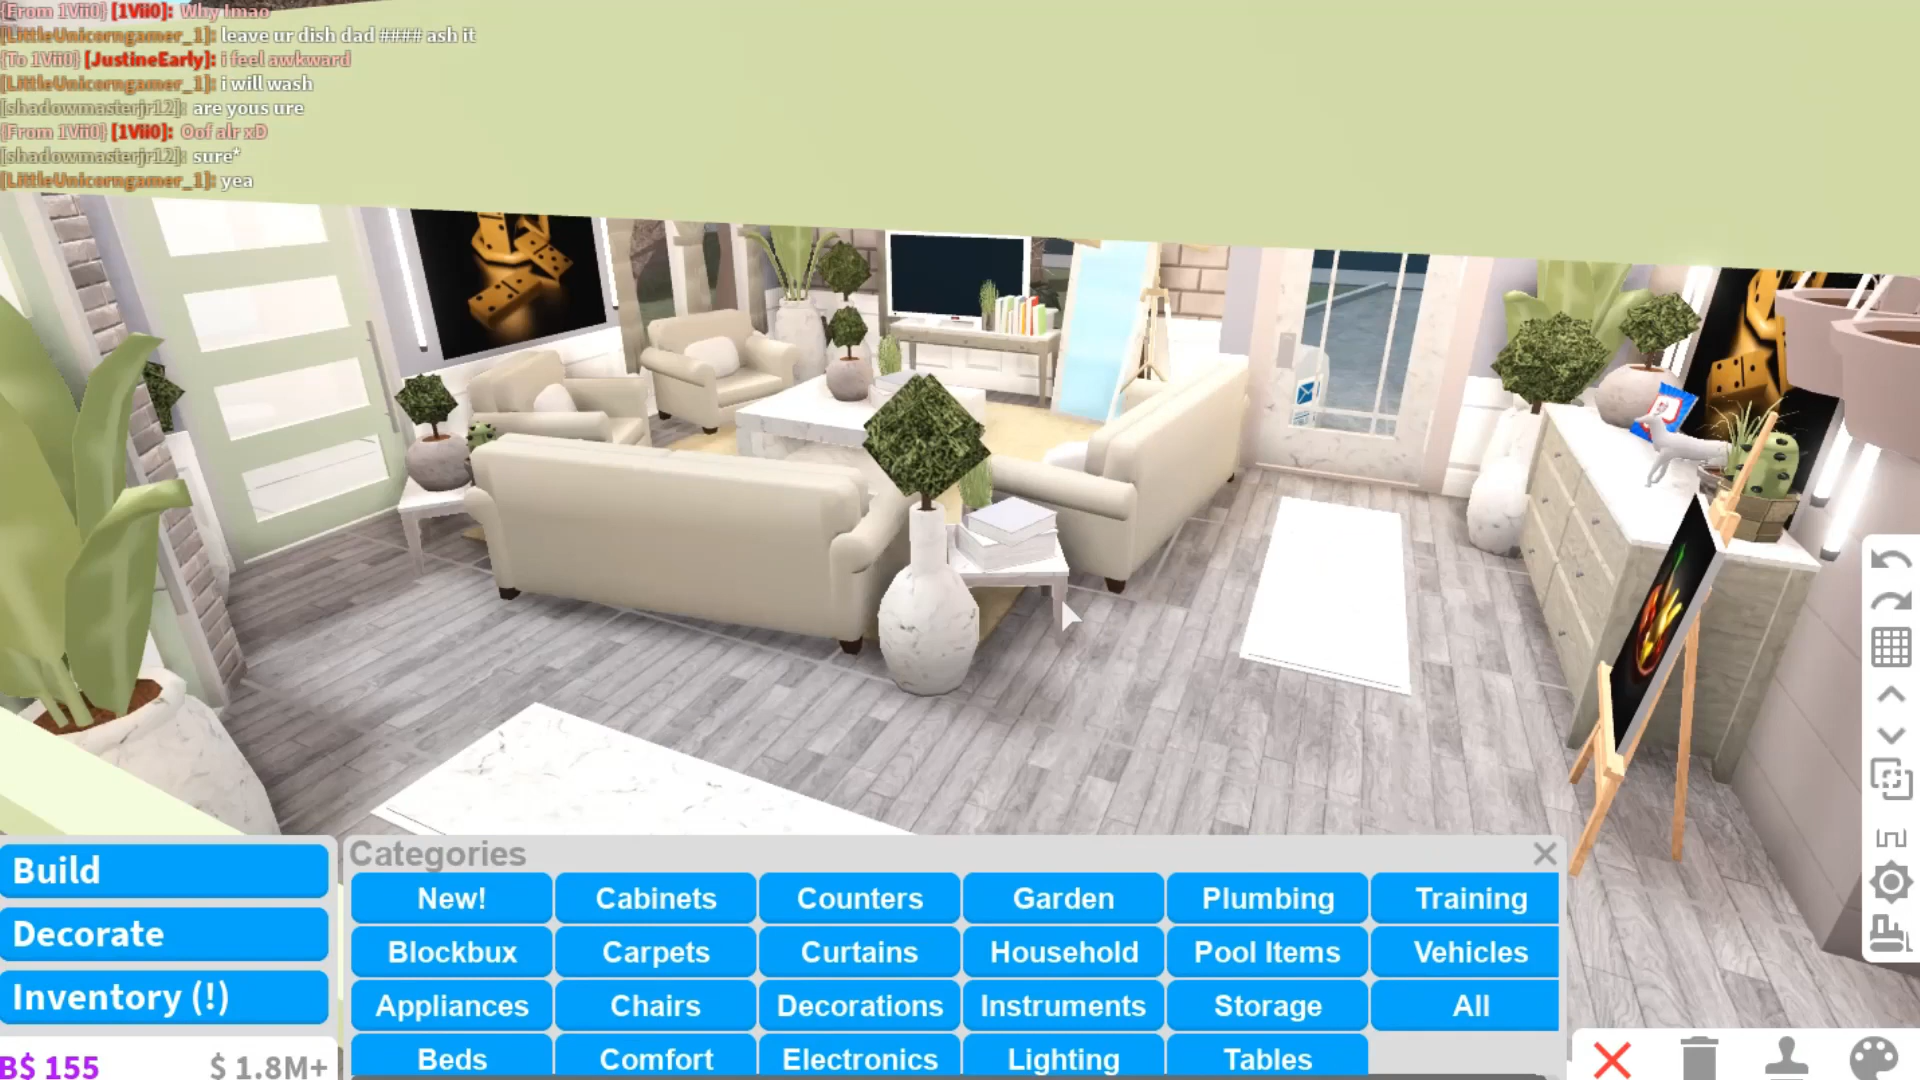 {From 1Vii0} [1Vii0]: Why lmao
[LittleUnicorngamer_1]: leave ur dish dad #### ash it
{To 1Vii0} [JustineEarly]: i feel awkward
[LittleUnicorngamer_1]: i will wash
[shadowmasterjr12]: are yous ure
{From 1Vii0} [1Vii0]: Oof alr xD
[shadowmasterjr12]: sure*
[LittleUnicorngamer_1]: yea
Build
Decorate
Inventory (!)
B$ 155 $ 1.8M+
Categories
New! Cabinets Counters Garden Plumbing Training
Blockbux Carpets Curtains Household Pool Items Vehicles
Appliances Chairs Decorations Instruments Storage All
Beds Comfort Electronics Lighting Tables